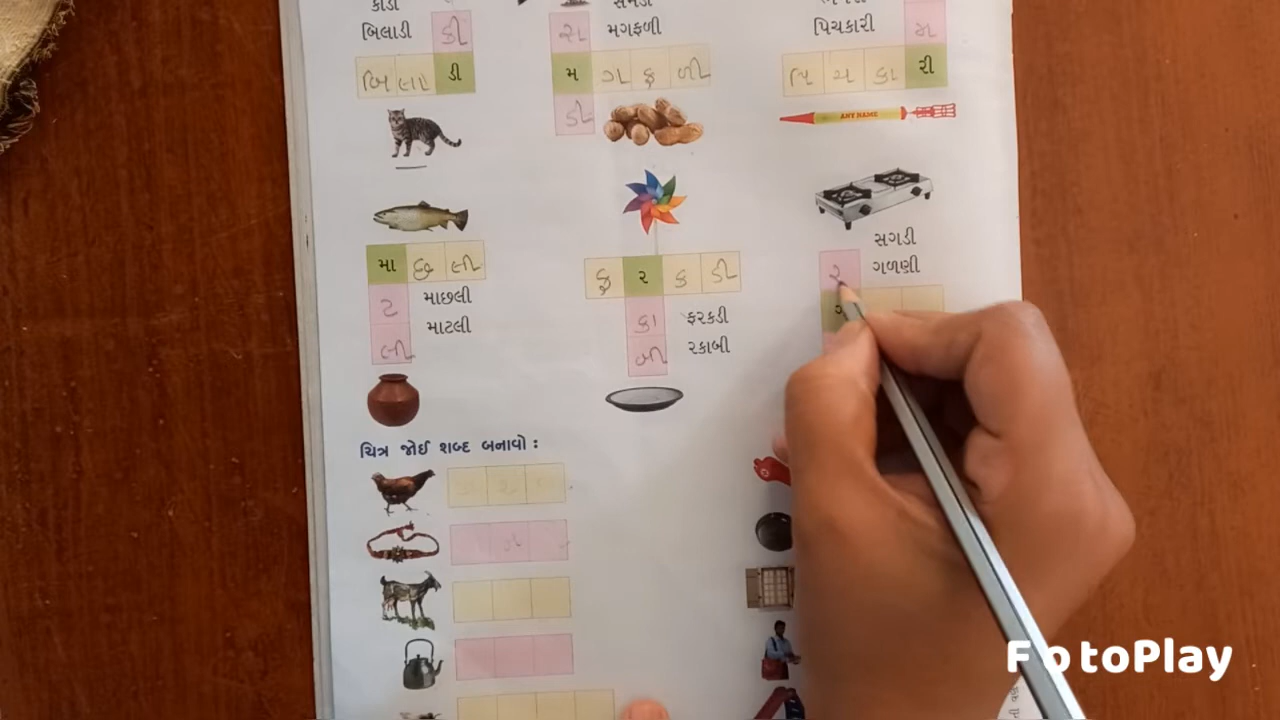 બિલાડી
કી
બિ લા ડી
સ
મગફળી
મ ગ ફ ળી
ડી
પિચકારી
મ
પિ ચ કા રી
ANY NAME
મા છ લી
ટ
લી
માછલી
માટલી
ફ ર ક ડી
કા
બી
ફરકડી
રકાબી
સગડી
ગળણી
ચિત્ર જોઈ શબ્દ બનાવો :
FotoPlay